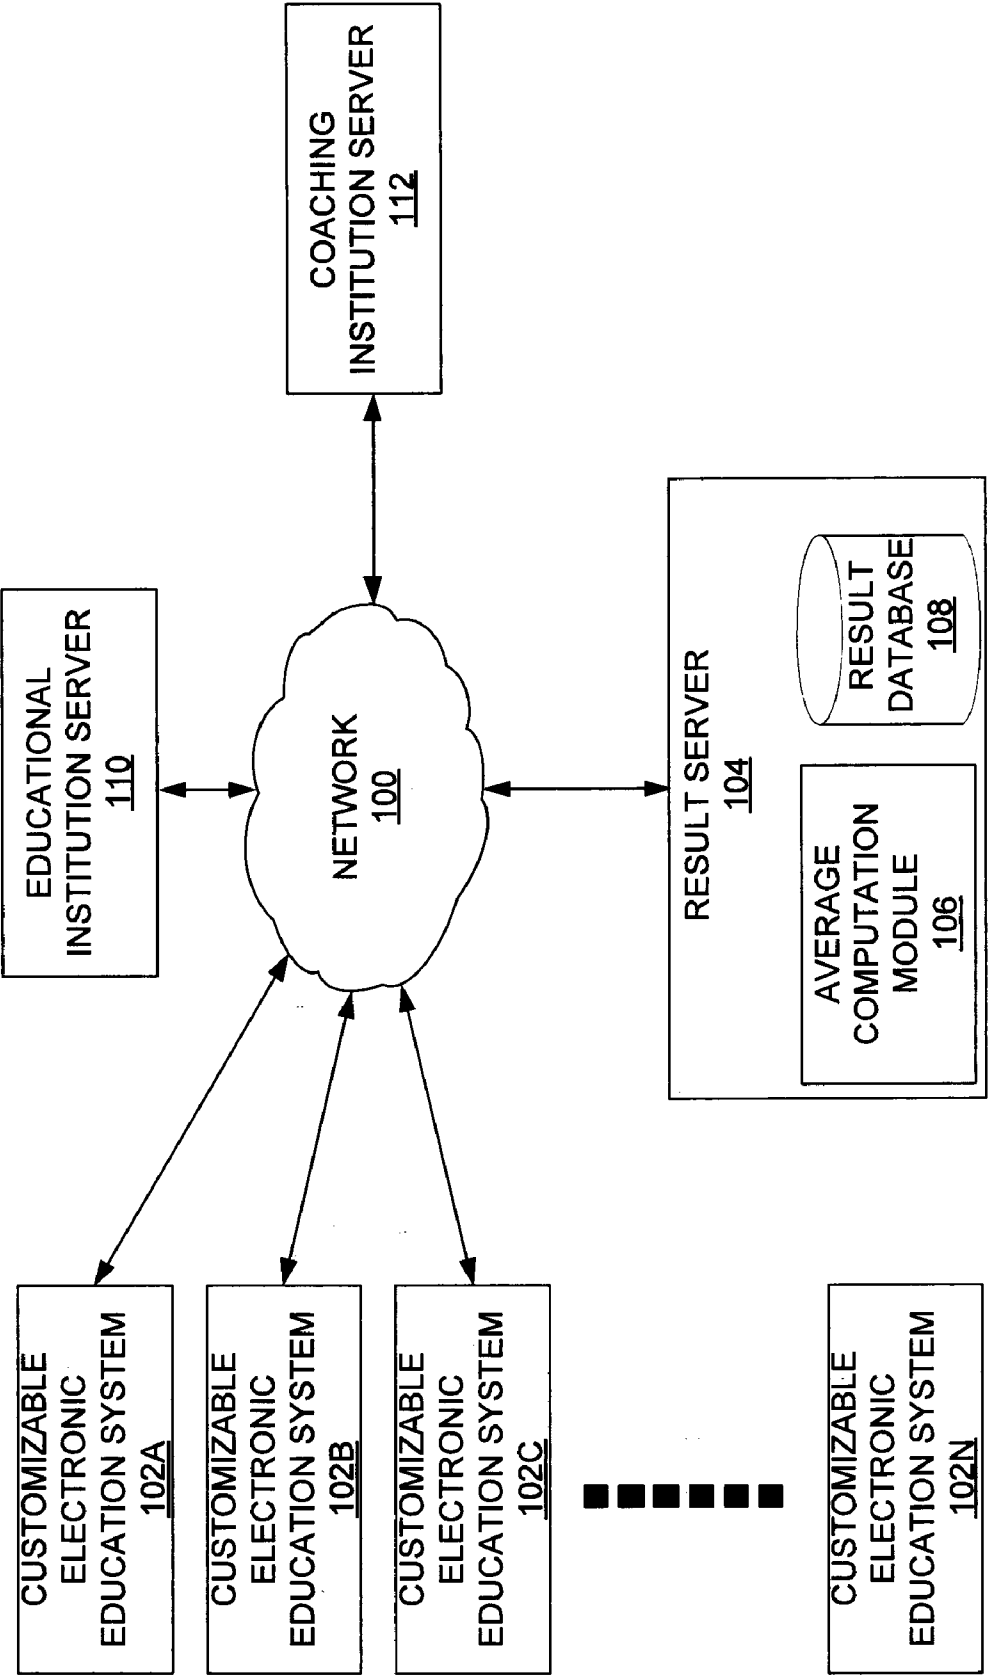 CUSTOMIZABLE
ELECTRONIC
EDUCATION SYSTEM
102A
CUSTOMIZABLE
ELECTRONIC
EDUCATION SYSTEM
102B
CUSTOMIZABLE
ELECTRONIC
EDUCATION SYSTEM
102C
CUSTOMIZABLE
ELECTRONIC
EDUCATION SYSTEM
102N
EDUCATIONAL
INSTITUTION SERVER
110
NETWORK
100
RESULT SERVER
104
AVERAGE
COMPUTATION
MODULE
106
RESULT
DATABASE
108
COACHING
INSTITUTION SERVER
112